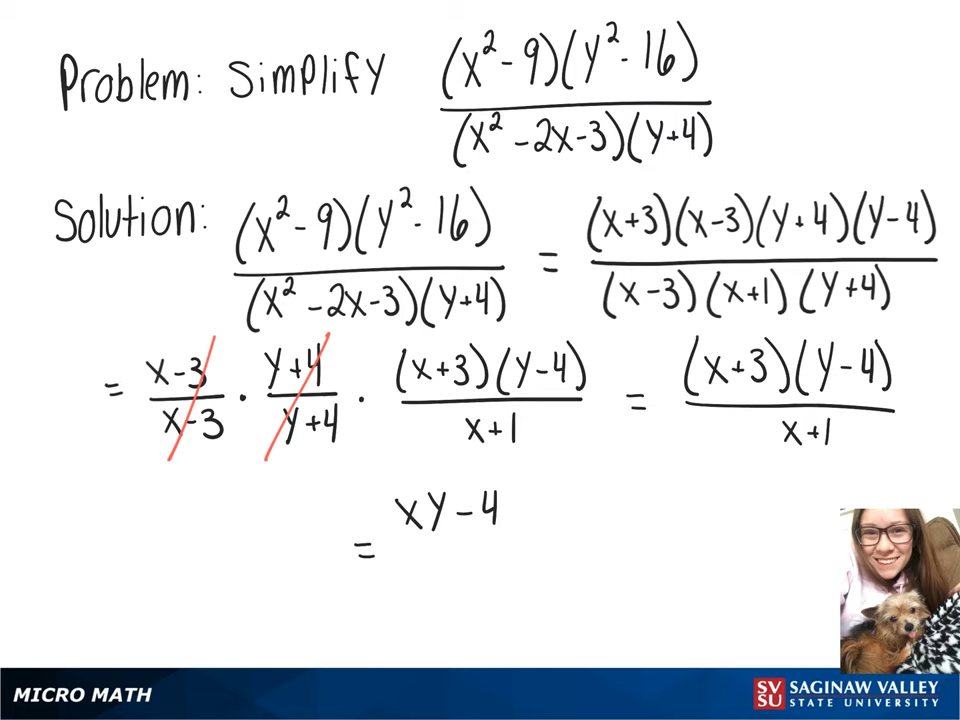 Problem: Simplify (x² - 9)(y² - 16)
(x² - 2x - 3)(y+4)
Solution: (x² - 9)(y² - 16) = (x+3)(x-3)(y+4)(y-4)
(x² - 2x - 3)(y+4) (x-3)(x+1)(y+4)
= x-3 · y+4 · (x+3)(y-4) = (x+3)(y-4)
x-3 y+4 x+1 x+1
= xy - 4
MICRO MATH
SV SU SAGINAW VALLEY
STATE UNIVERSITY